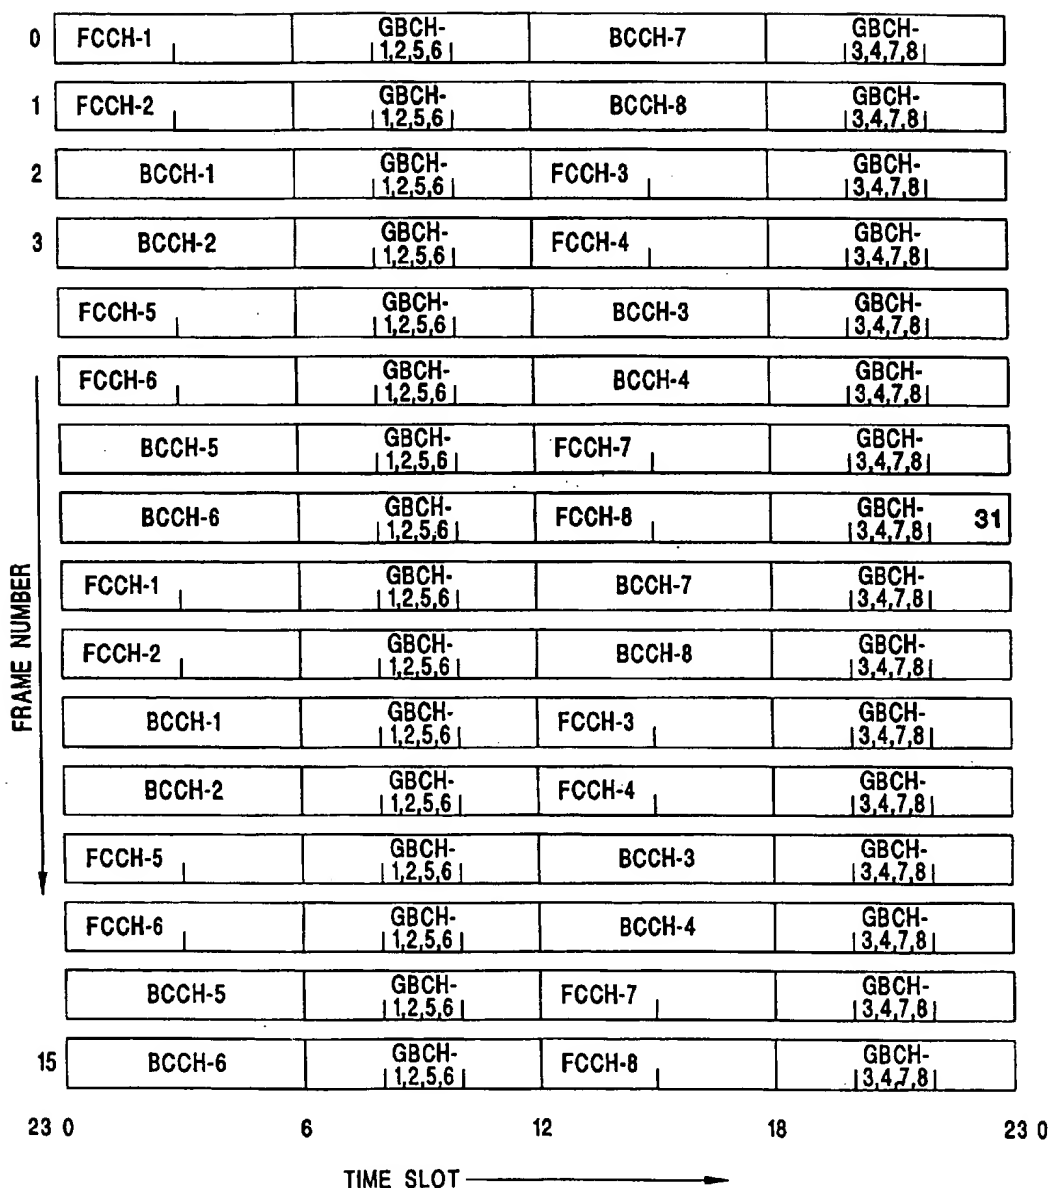 0 FCCH-1 GBCH- 1,2,5,6 BCCH-7 GBCH- 3,4,7,8
1 FCCH-2 GBCH- 1,2,5,6 BCCH-8 GBCH- 3,4,7,8
2 BCCH-1 GBCH- 1,2,5,6 FCCH-3 GBCH- 3,4,7,8
3 BCCH-2 GBCH- 1,2,5,6 FCCH-4 GBCH- 3,4,7,8
FCCH-5 GBCH- 1,2,5,6 BCCH-3 GBCH- 3,4,7,8
FCCH-6 GBCH- 1,2,5,6 BCCH-4 GBCH- 3,4,7,8
BCCH-5 GBCH- 1,2,5,6 FCCH-7 GBCH- 3,4,7,8
BCCH-6 GBCH- 1,2,5,6 FCCH-8 GBCH- 3,4,7,8 31
FCCH-1 GBCH- 1,2,5,6 BCCH-7 GBCH- 3,4,7,8
FCCH-2 GBCH- 1,2,5,6 BCCH-8 GBCH- 3,4,7,8
BCCH-1 GBCH- 1,2,5,6 FCCH-3 GBCH- 3,4,7,8
BCCH-2 GBCH- 1,2,5,6 FCCH-4 GBCH- 3,4,7,8
FCCH-5 GBCH- 1,2,5,6 BCCH-3 GBCH- 3,4,7,8
FCCH-6 GBCH- 1,2,5,6 BCCH-4 GBCH- 3,4,7,8
BCCH-5 GBCH- 1,2,5,6 FCCH-7 GBCH- 3,4,7,8
15 BCCH-6 GBCH- 1,2,5,6 FCCH-8 GBCH- 3,4,7,8
FRAME NUMBER
23 0 6 12 18 23 0
TIME SLOT